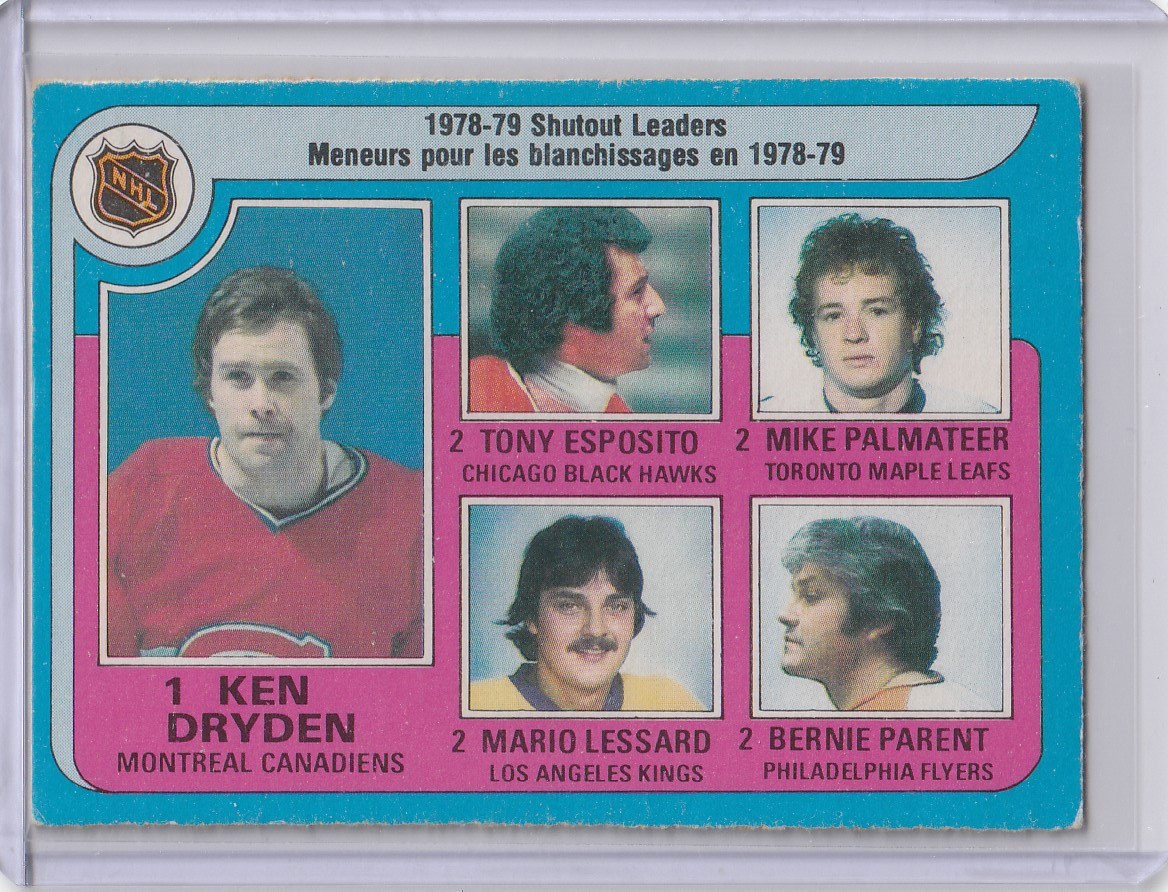 1978-79 Shutout Leaders
Meneurs pour les blanchissages en 1978-79
NHL
1 KEN
DRYDEN
MONTREAL CANADIENS
2 TONY ESPOSITO
CHICAGO BLACK HAWKS
2 MIKE PALMATEER
TORONTO MAPLE LEAFS
2 MARIO LESSARD
LOS ANGELES KINGS
2 BERNIE PARENT
PHILADELPHIA FLYERS